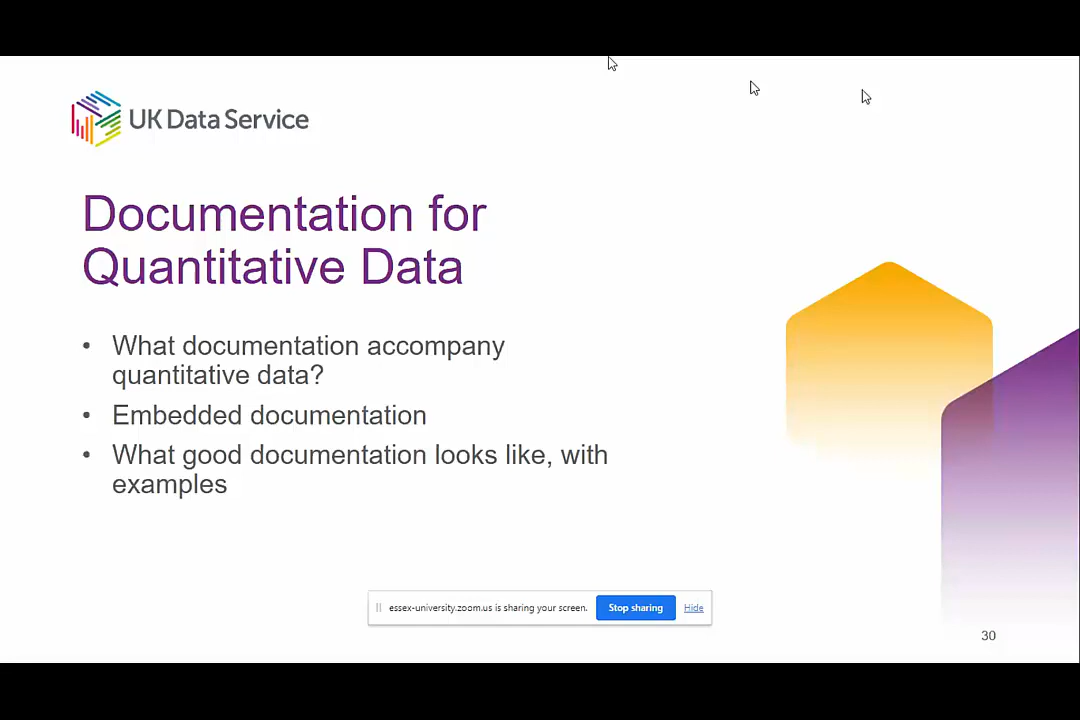 UK Data Service
Documentation for
Quantitative Data
• What documentation accompany
quantitative data?
• Embedded documentation
• What good documentation looks like, with
examples
essex-university.zoom.us is sharing your screen. Stop sharing Hide
30